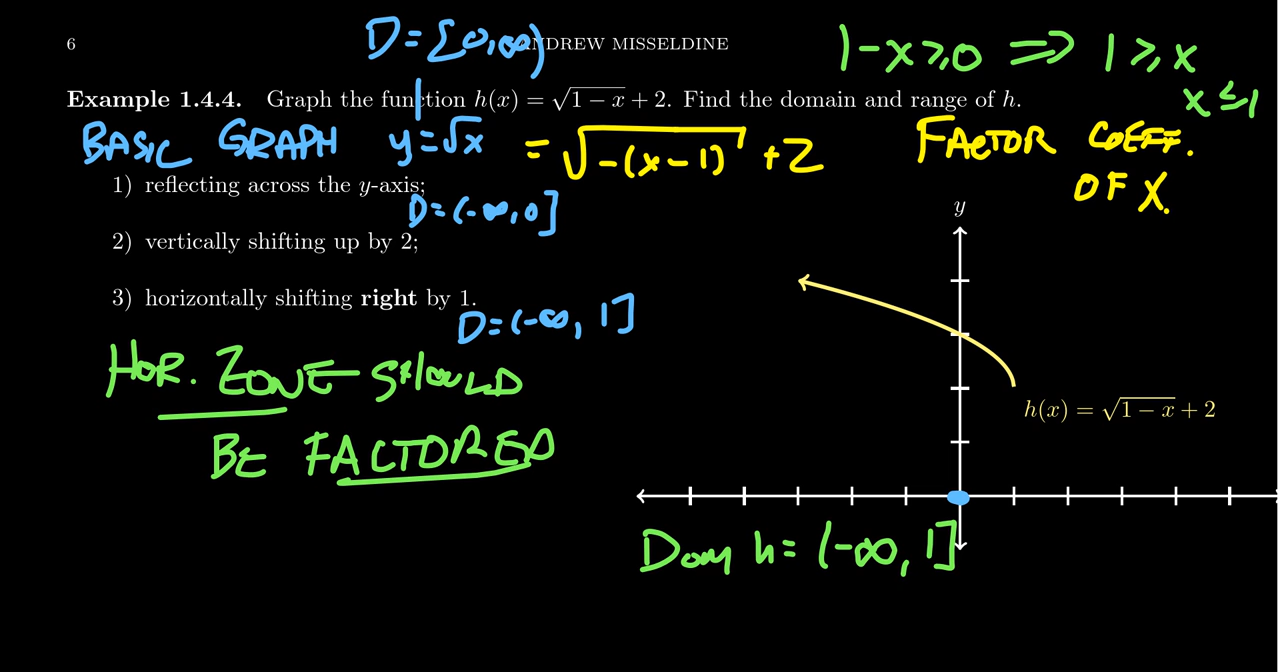 6
D = [0,∞)
ANDREW MISSELDINE
1-x ≥ 0 ⟹ 1 ≥ x
x ≤ 1
Example 1.4.4. Graph the function h(x) = √(1 − x) + 2. Find the domain and range of h.
BASIC GRAPH y = √x = √(-(x-1)) + 2
FACTOR COEFF.
OF X.
1) reflecting across the y-axis;
D = (-∞, 0]
2) vertically shifting up by 2;
3) horizontally shifting right by 1.
D = (-∞, 1]
HOR. ZONE SHOULD
BE FACTORED
y
h(x) = √(1 − x) + 2
Dom h = (-∞, 1]